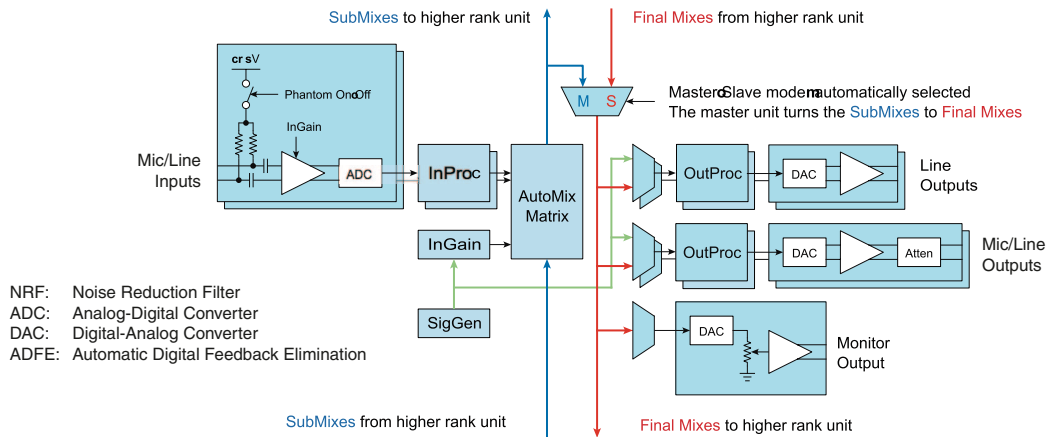 SubMixes to higher rank unit
Final Mixes from higher rank unit
Phantom On Off
InGain
Mic/Line
Inputs
ADC
InProc
AutoMix
Matrix
InGain
SigGen
M S
automatically selected
The master unit turns the SubMixes to Final Mixes
OutProc
DAC
Line
Outputs
OutProc
DAC
Atten
Mic/Line
Outputs
DAC
Monitor
Output
NRF: Noise Reduction Filter
ADC: Analog-Digital Converter
DAC: Digital-Analog Converter
ADFE: Automatic Digital Feedback Elimination
SubMixes from higher rank unit
Final Mixes to higher rank unit